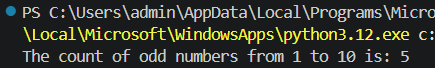 PS C:\Users\admin\AppData\Local\Programs\Micro
\Local\Microsoft\WindowsApps\python3.12.exe c:
The count of odd numbers from 1 to 10 is: 5